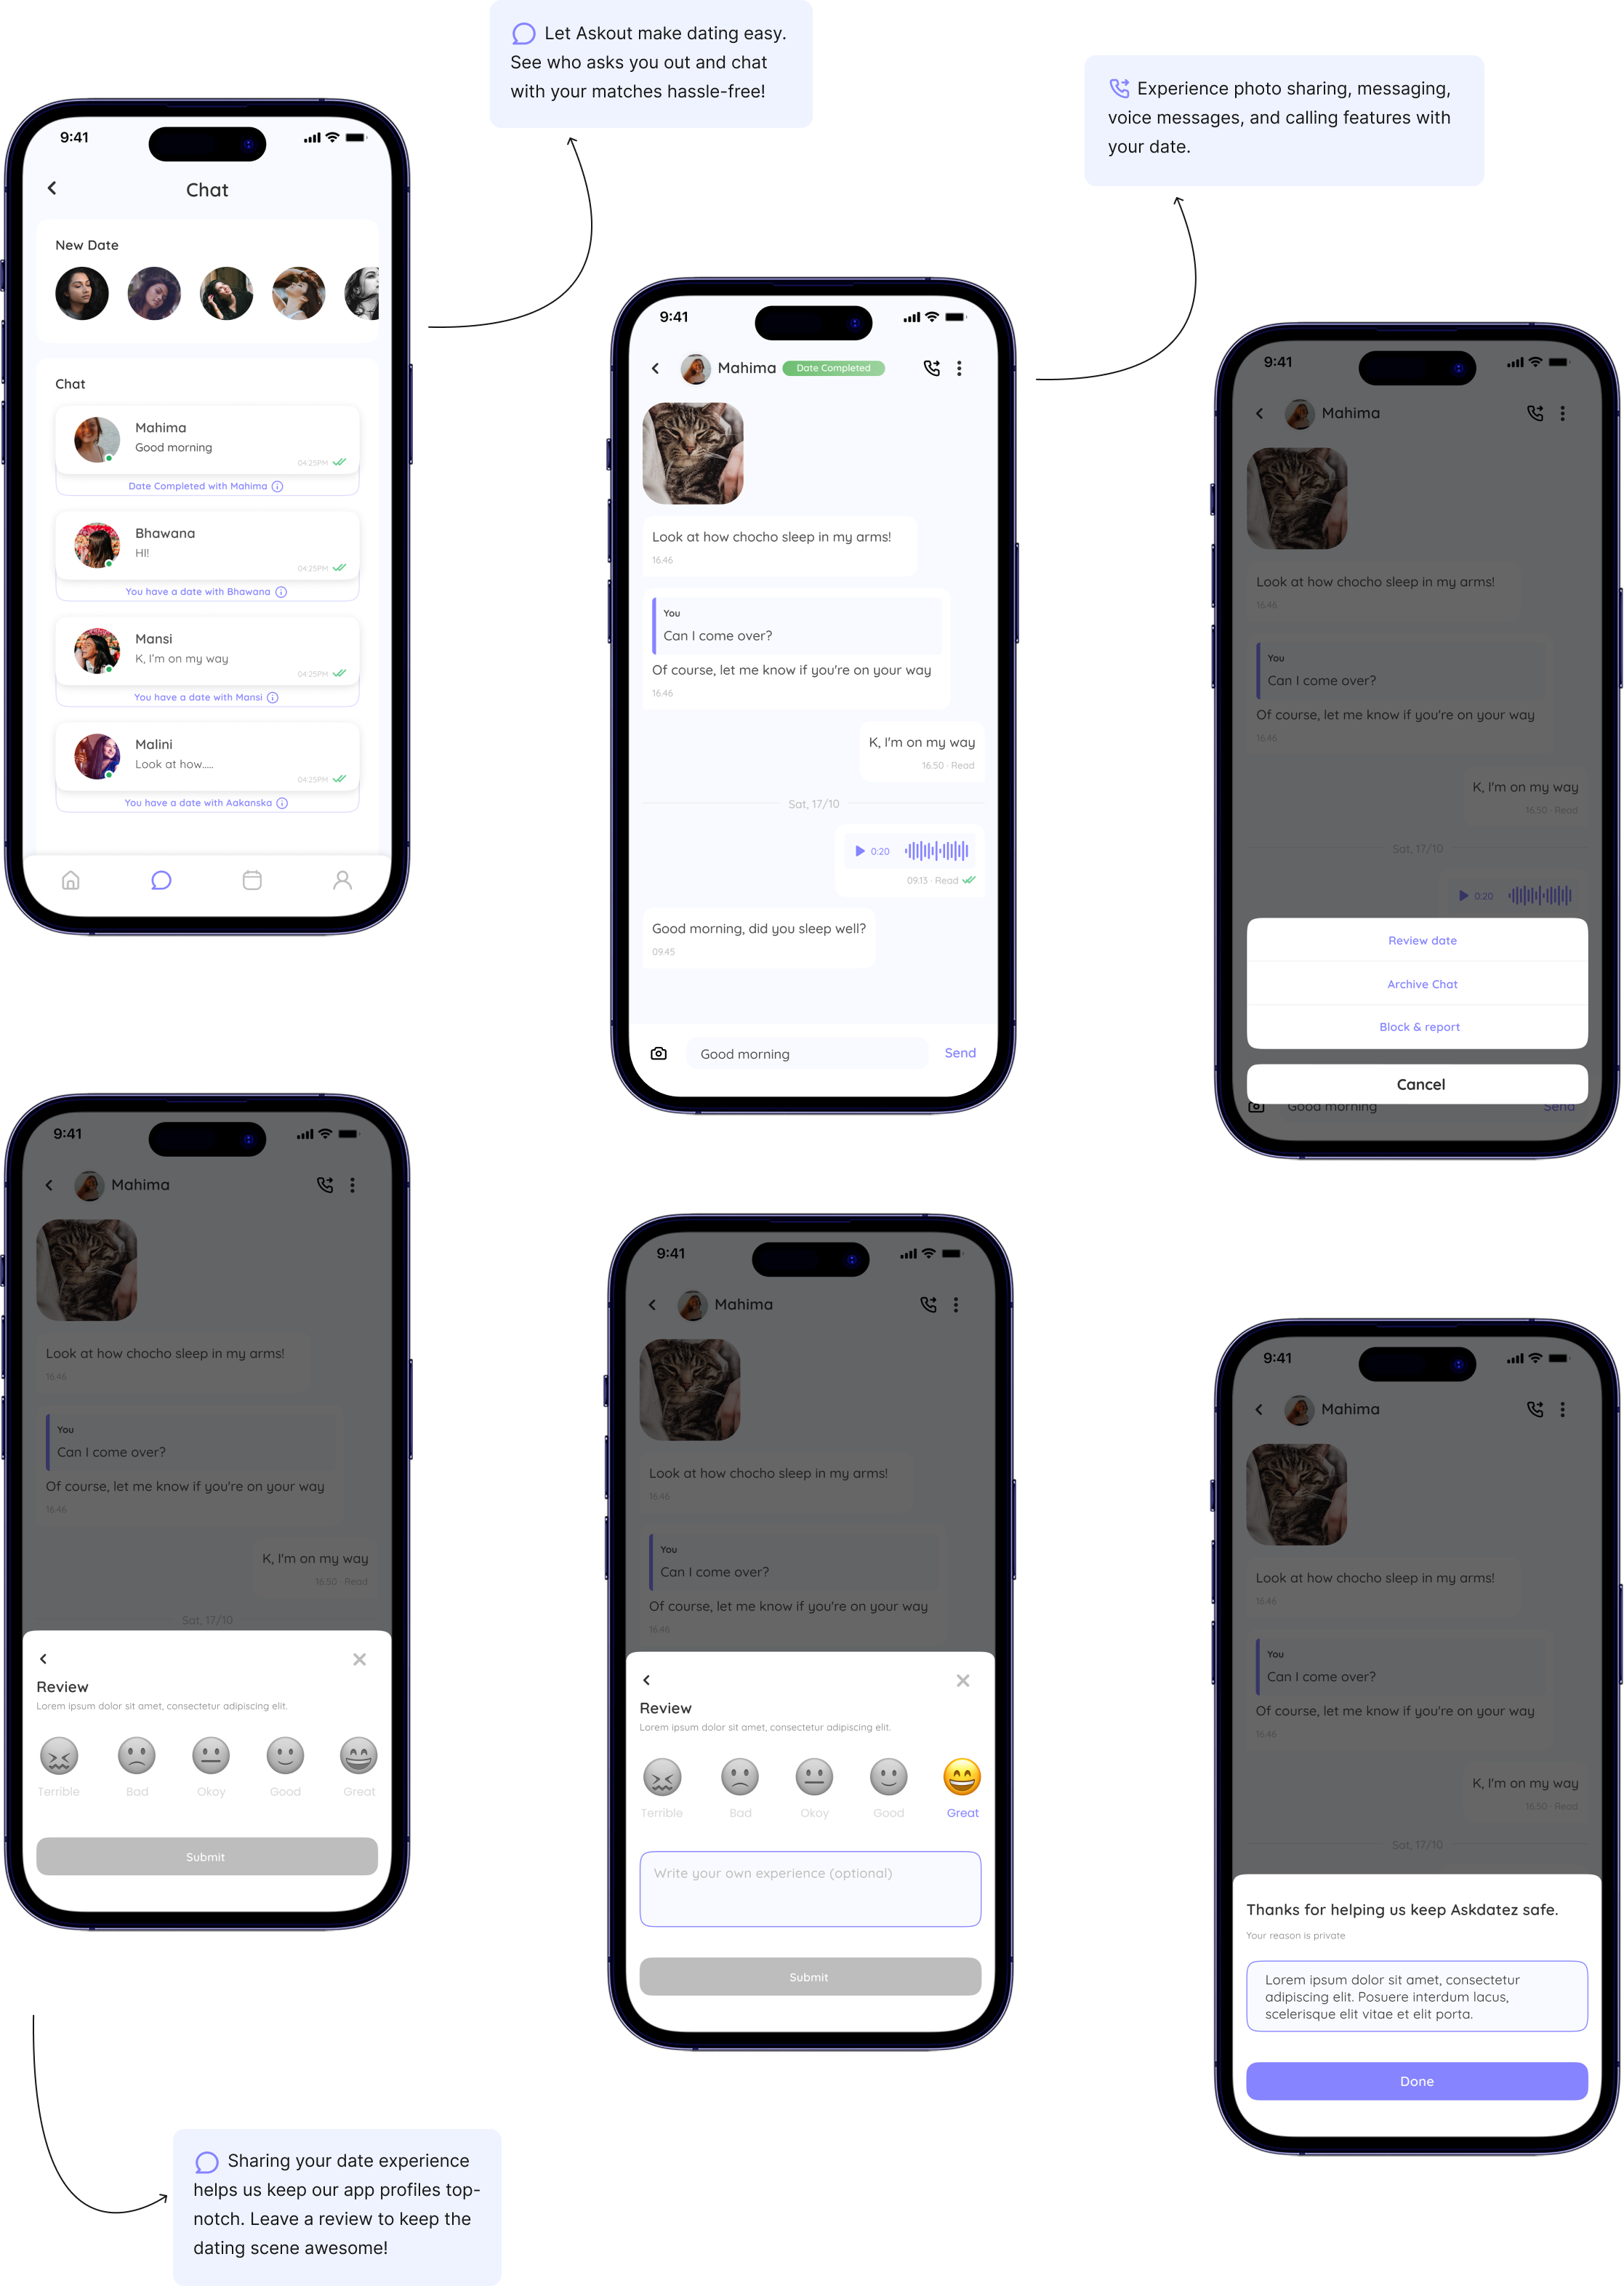 Let Askout make dating easy.
See who asks you out and chat
with your matches hassle-free!
Experience photo sharing, messaging,
voice messages, and calling features with
your date.
9:41
Chat
New Date
Chat
Mahima
Good morning
04:25PM
Date Completed with Mahima
Bhawana
HI!
04:25PM
You have a date with Bhawana
Mansi
K, I'm on my way
04:25PM
You have a date with Mansi
Malini
Look at how.....
04:25PM
You have a date with Aakanska
9:41
Mahima
Date Completed
Look at how chocho sleep in my arms!
16.46
You
Can I come over?
Of course, let me know if you're on your way
16.46
K, I'm on my way
16.50 · Read
Sat, 17/10
0:20
09.13 · Read
Good morning, did you sleep well?
09.45
Good morning
Send
9:41
Mahima
Look at how chocho sleep in my arms!
16.46
You
Can I come over?
Of course, let me know if you're on your way
16.46
K, I'm on my way
16.50 · Read
Sat, 17/10
0:20
Review date
Archive Chat
Block & report
Cancel
Good morning
Send
9:41
Mahima
Look at how chocho sleep in my arms!
16.46
You
Can I come over?
Of course, let me know if you're on your way
16.46
K, I'm on my way
16.50 · Read
Sat, 17/10
Review
Lorem ipsum dolor sit amet, consectetur adipiscing elit.
Terrible
Bad
Okoy
Good
Great
Submit
9:41
Mahima
Look at how chocho sleep in my arms!
16.46
You
Can I come over?
Of course, let me know if you're on your way
16.46
Review
Lorem ipsum dolor sit amet, consectetur adipiscing elit.
Terrible
Bad
Okoy
Good
Great
Write your own experience (optional)
Submit
9:41
Mahima
Look at how chocho sleep in my arms!
16.46
You
Can I come over?
Of course, let me know if you're on your way
16.46
K, I'm on my way
16.50 · Read
Sat, 17/10
Thanks for helping us keep Askdatez safe.
Your reason is private
Lorem ipsum dolor sit amet, consectetur
adipiscing elit. Posuere interdum lacus,
scelerisque elit vitae et elit porta.
Done
Sharing your date experience
helps us keep our app profiles top-
notch. Leave a review to keep the
dating scene awesome!